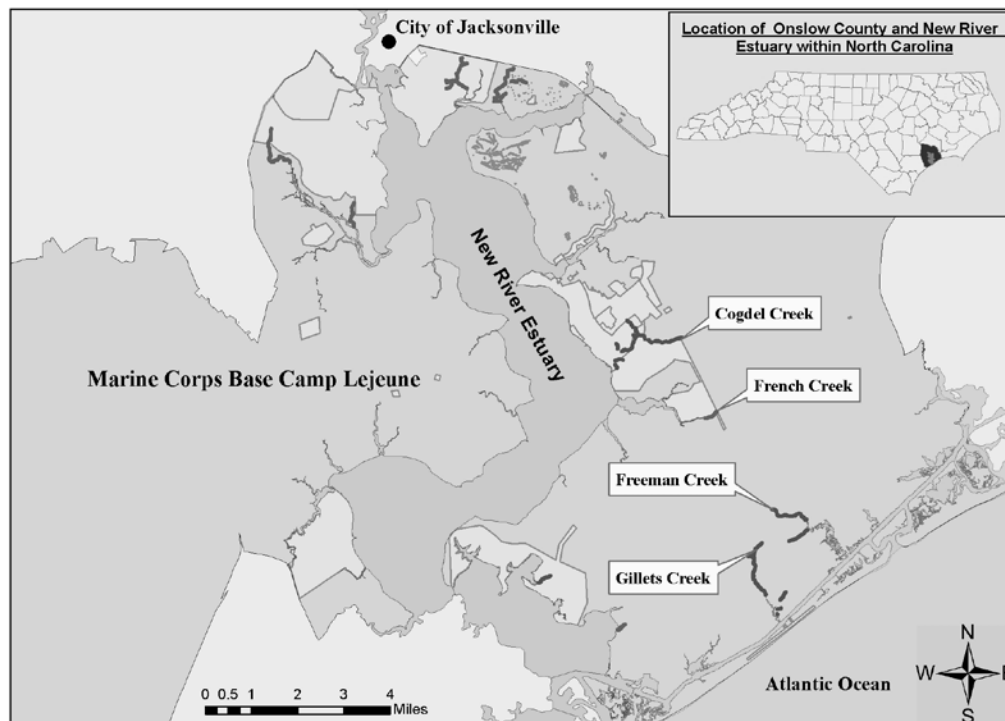 City of Jacksonville
Location of Onslow County and New River
Estuary within North Carolina
New River Estuary
Cogdel Creek
Marine Corps Base Camp Lejeune
French Creek
Freeman Creek
Gillets Creek
N
W
E
S
0 0.5 1 2 3 4
Miles
Atlantic Ocean